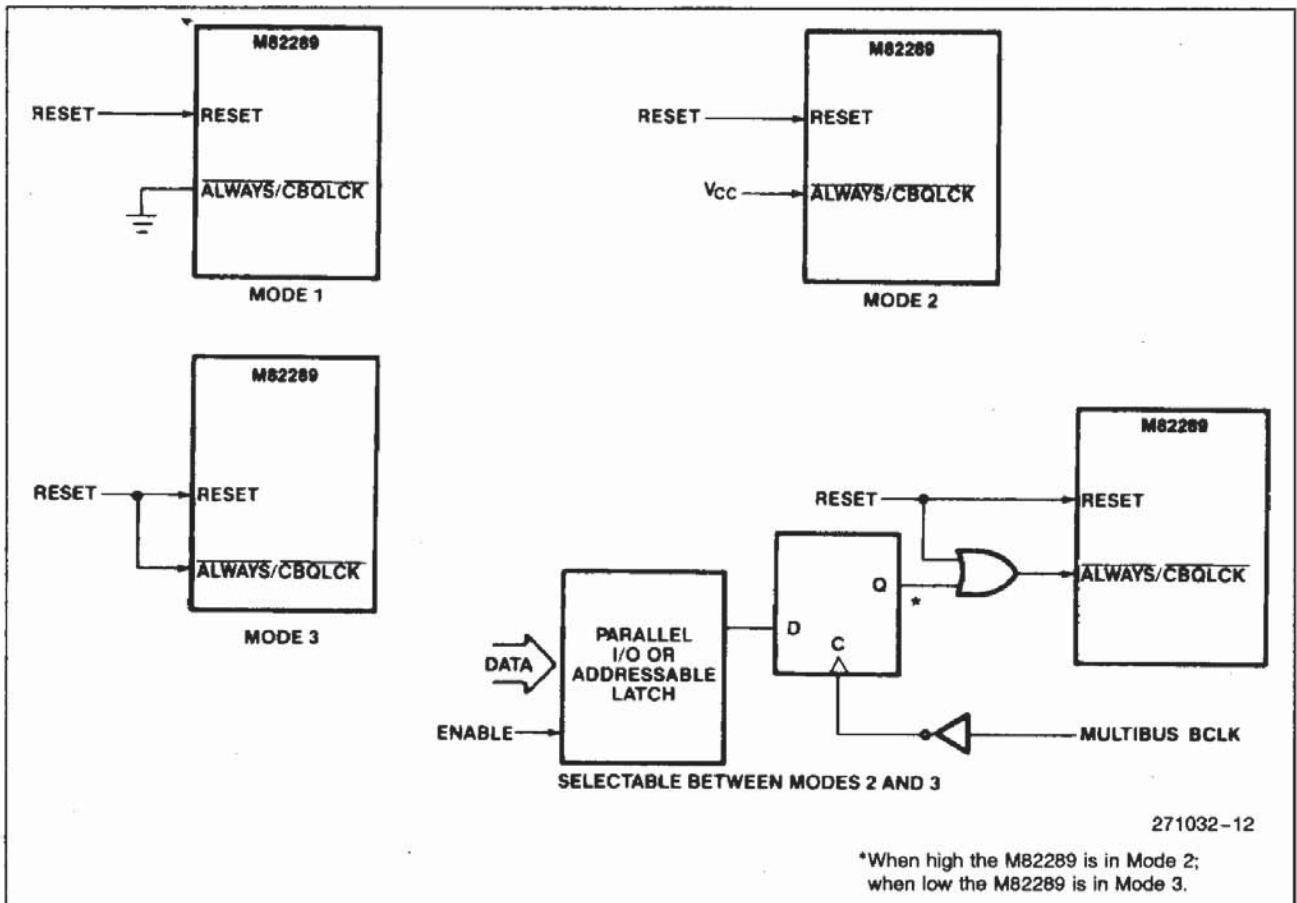 M82289
RESET
RESET
ALWAYS/CBQLCK
MODE 1
M82289
RESET
RESET
VCC
ALWAYS/CBQLCK
MODE 2
M82289
RESET
RESET
ALWAYS/CBQLCK
MODE 3
M82289
RESET
RESET
ALWAYS/CBQLCK
Q
*
D
C
PARALLEL
I/O OR
ADDRESSABLE
LATCH
DATA
ENABLE
MULTIBUS BCLK
SELECTABLE BETWEEN MODES 2 AND 3
271032-12
*When high the M82289 is in Mode 2;
when low the M82289 is in Mode 3.